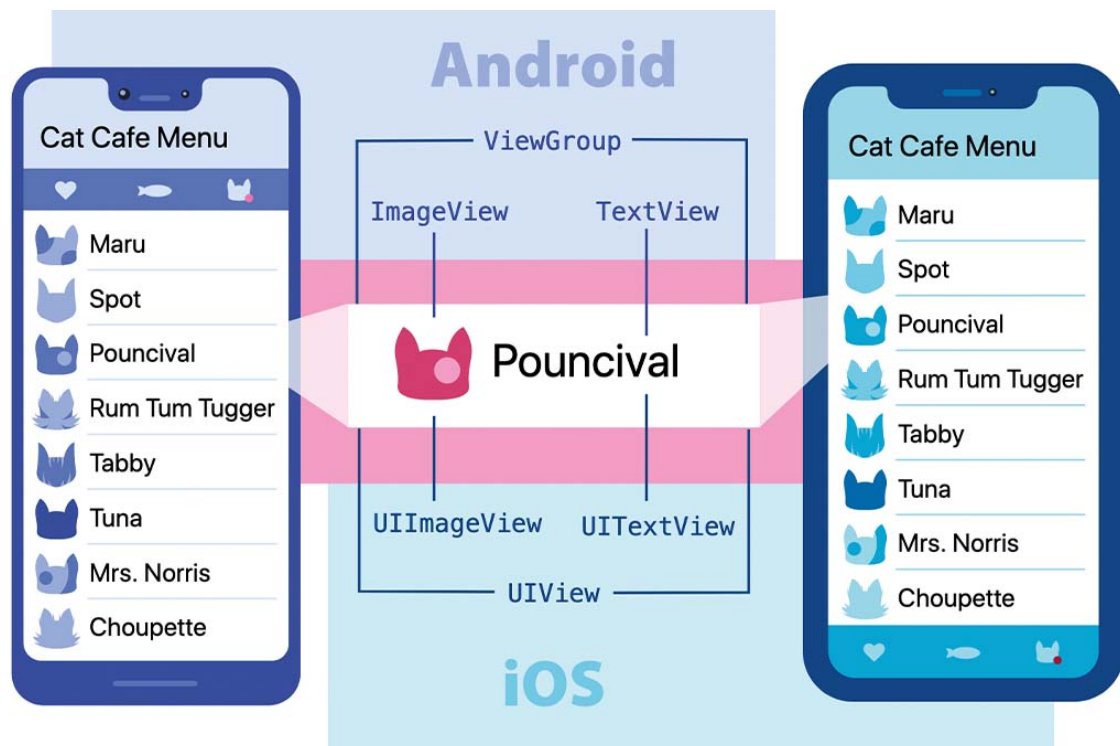 Android
Cat Cafe Menu
Maru
Spot
Pouncival
Rum Tum Tugger
Tabby
Tuna
Mrs. Norris
Choupette
ViewGroup
ImageView
TextView
Pouncival
UIImageView
UITextView
UIView
iOS
Cat Cafe Menu
Maru
Spot
Pouncival
Rum Tum Tugger
Tabby
Tuna
Mrs. Norris
Choupette